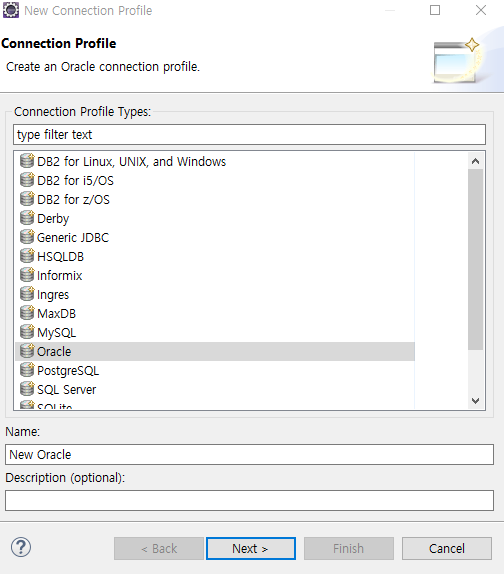 New Connection Profile
Connection Profile
Create an Oracle connection profile.
Connection Profile Types:
type filter text
DB2 for Linux, UNIX, and Windows
DB2 for i5/OS
DB2 for z/OS
Derby
Generic JDBC
HSQLDB
Informix
Ingres
MaxDB
MySQL
Oracle
PostgreSQL
SQL Server
SQLite
Name:
New Oracle
Description (optional):
?
< Back
Next >
Finish
Cancel